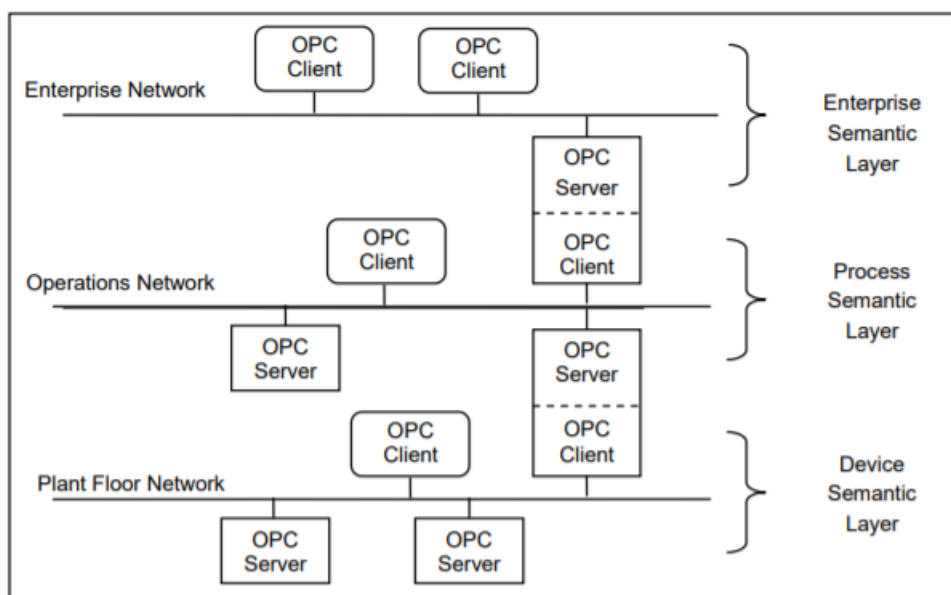 OPC
Client
OPC
Client
Enterprise Network
Enterprise
Semantic
Layer
OPC
Server
OPC
Client
OPC
Client
Operations Network
Process
Semantic
Layer
OPC
Server
OPC
Server
OPC
Client
OPC
Client
Plant Floor Network
Device
Semantic
Layer
OPC
Server
OPC
Server